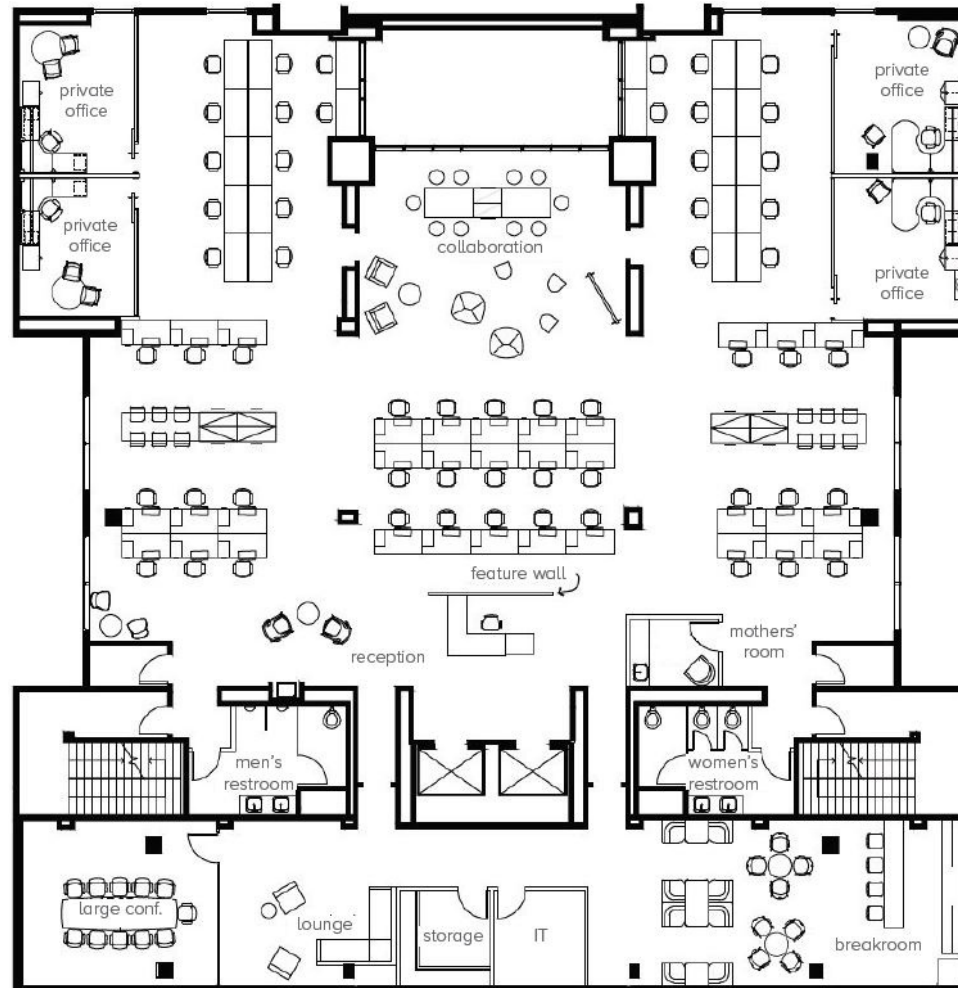 private
office
private
office
private
office
private
office
collaboration
feature wall
reception
mothers'
room
men's
restroom
women's
restroom
large conf.
lounge
storage
IT
breakroom